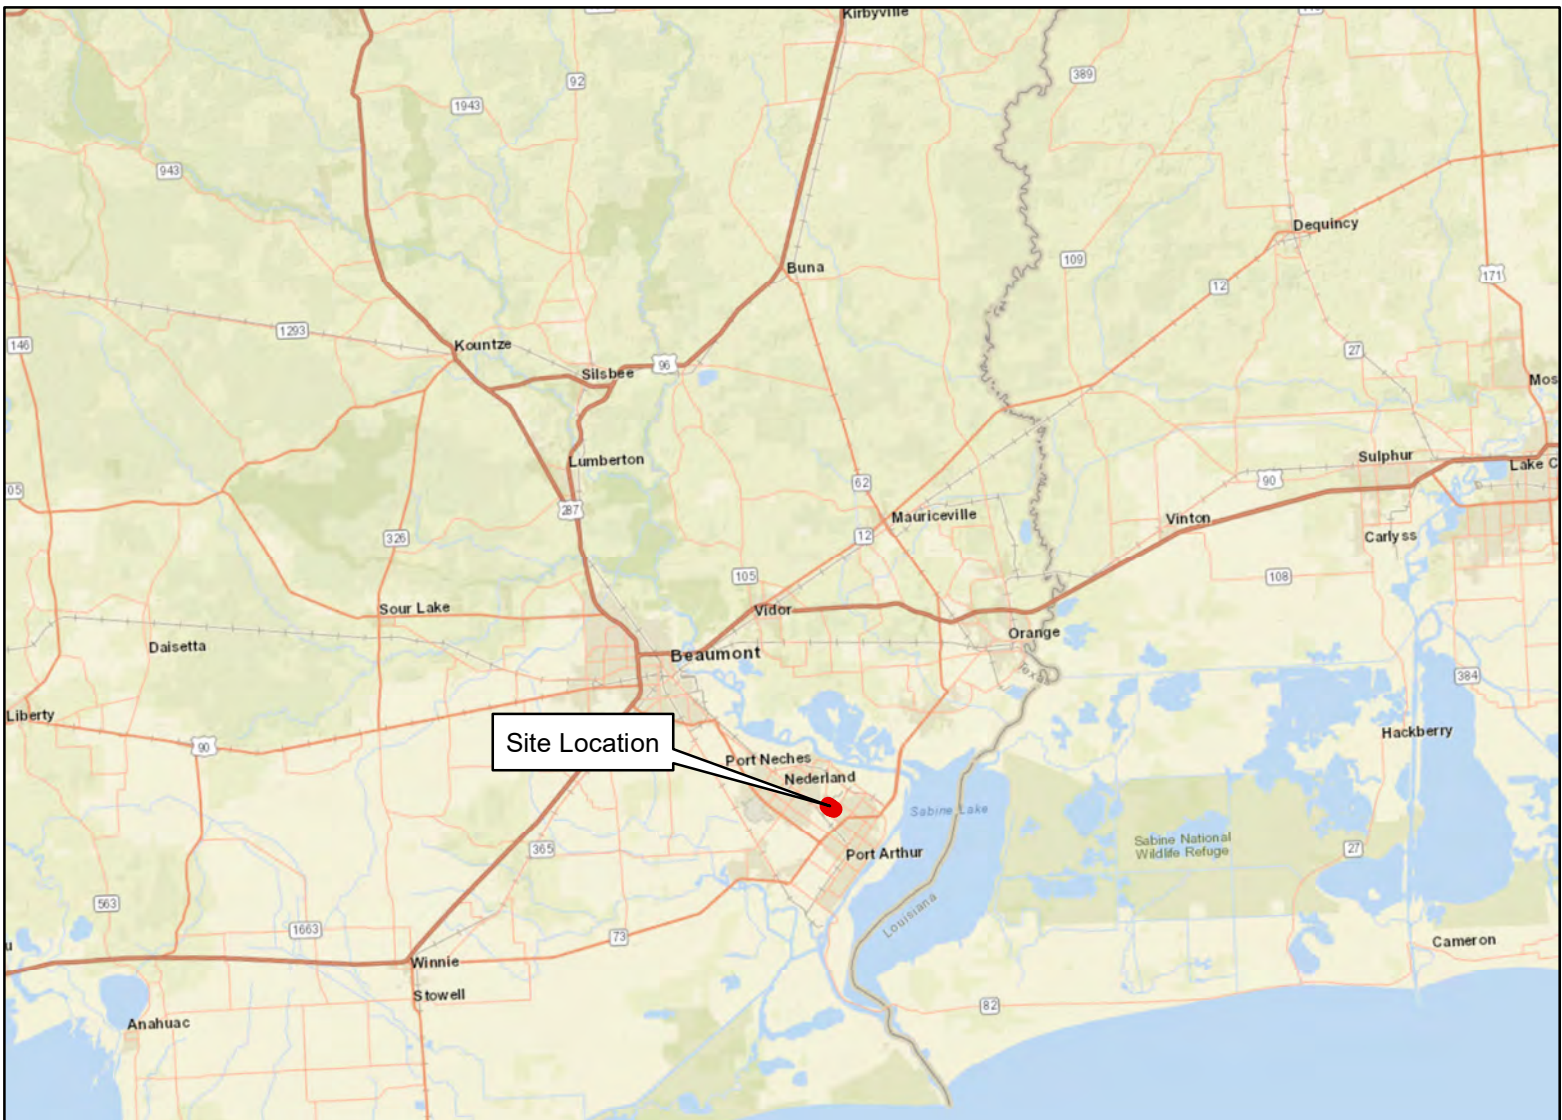 Kirbyville
389
92
1943
943
Dequincy
109
Buna
171
12
1293
146
Kountze
27
96
Silsbee
Mos
Sulphur
Lumberton
Lake C
90
62
05
287
Mauriceville
Vinton
326
12
Carlyss
105
108
Sour Lake
Vidor
Orange
Daisetta
Beaumont
Texas
384
Liberty
Hackberry
90
Site Location
Port Neches
Nederland
Sabine Lake
Sabine National
Wildlife Refuge
365
Port Arthur
27
563
Louisiana
1663
73
Cameron
u
Winnie
Stowell
82
Anahuac